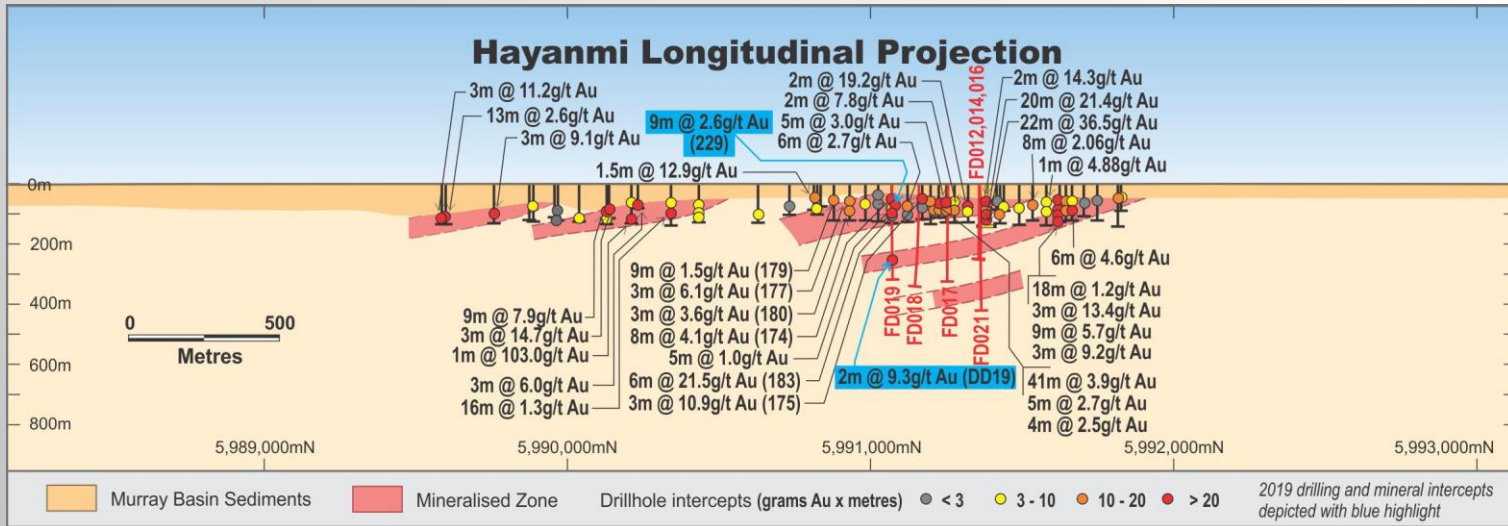 Hayanmi Longitudinal Projection
3m @ 11.2g/t Au
13m @ 2.6g/t Au
3m @ 9.1g/t Au
9m @ 2.6g/t Au
(229)
1.5m @ 12.9g/t Au
2m @ 19.2g/t Au
2m @ 7.8g/t Au
5m @ 3.0g/t Au
6m @ 2.7g/t Au
FD012,014,016
2m @ 14.3g/t Au
20m @ 21.4g/t Au
22m @ 36.5g/t Au
8m @ 2.06g/t Au
1m @ 4.88g/t Au
0m
200m
400m
600m
800m
0 500
Metres
9m @ 7.9g/t Au
3m @ 14.7g/t Au
1m @ 103.0g/t Au
3m @ 6.0g/t Au
16m @ 1.3g/t Au
9m @ 1.5g/t Au (179)
3m @ 6.1g/t Au (177)
3m @ 3.6g/t Au (180)
8m @ 4.1g/t Au (174)
5m @ 1.0g/t Au
6m @ 21.5g/t Au (183)
3m @ 10.9g/t Au (175)
FD019
FD018
FD017
FD021
2m @ 9.3g/t Au (DD19)
6m @ 4.6g/t Au
18m @ 1.2g/t Au
3m @ 13.4g/t Au
9m @ 5.7g/t Au
3m @ 9.2g/t Au
41m @ 3.9g/t Au
5m @ 2.7g/t Au
4m @ 2.5g/t Au
5,989,000mN
5,990,000mN
5,991,000mN
5,992,000mN
5,993,000mN
Murray Basin Sediments
Mineralised Zone
Drillhole intercepts (grams Au x metres)
< 3
3 - 10
10 - 20
> 20
2019 drilling and mineral intercepts
depicted with blue highlight